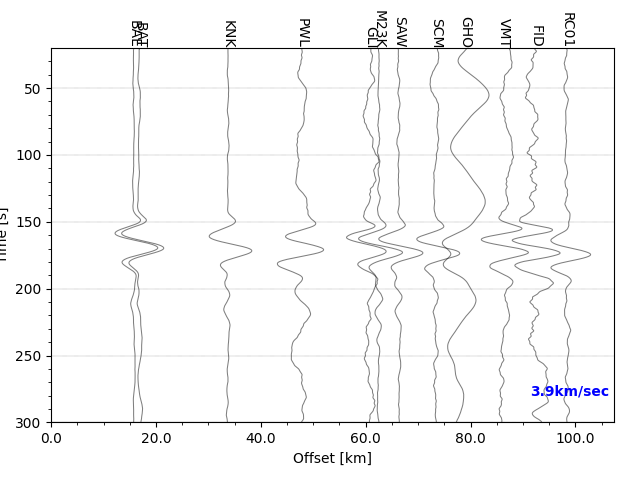 BAE
BAT
KNK
PWL
GLI
M23K
SAW
SCM
GHO
VMT
FID
RC01
Time [s]
50
100
150
200
250
300
3.9km/sec
0.0 20.0 40.0 60.0 80.0 100.0
Offset [km]